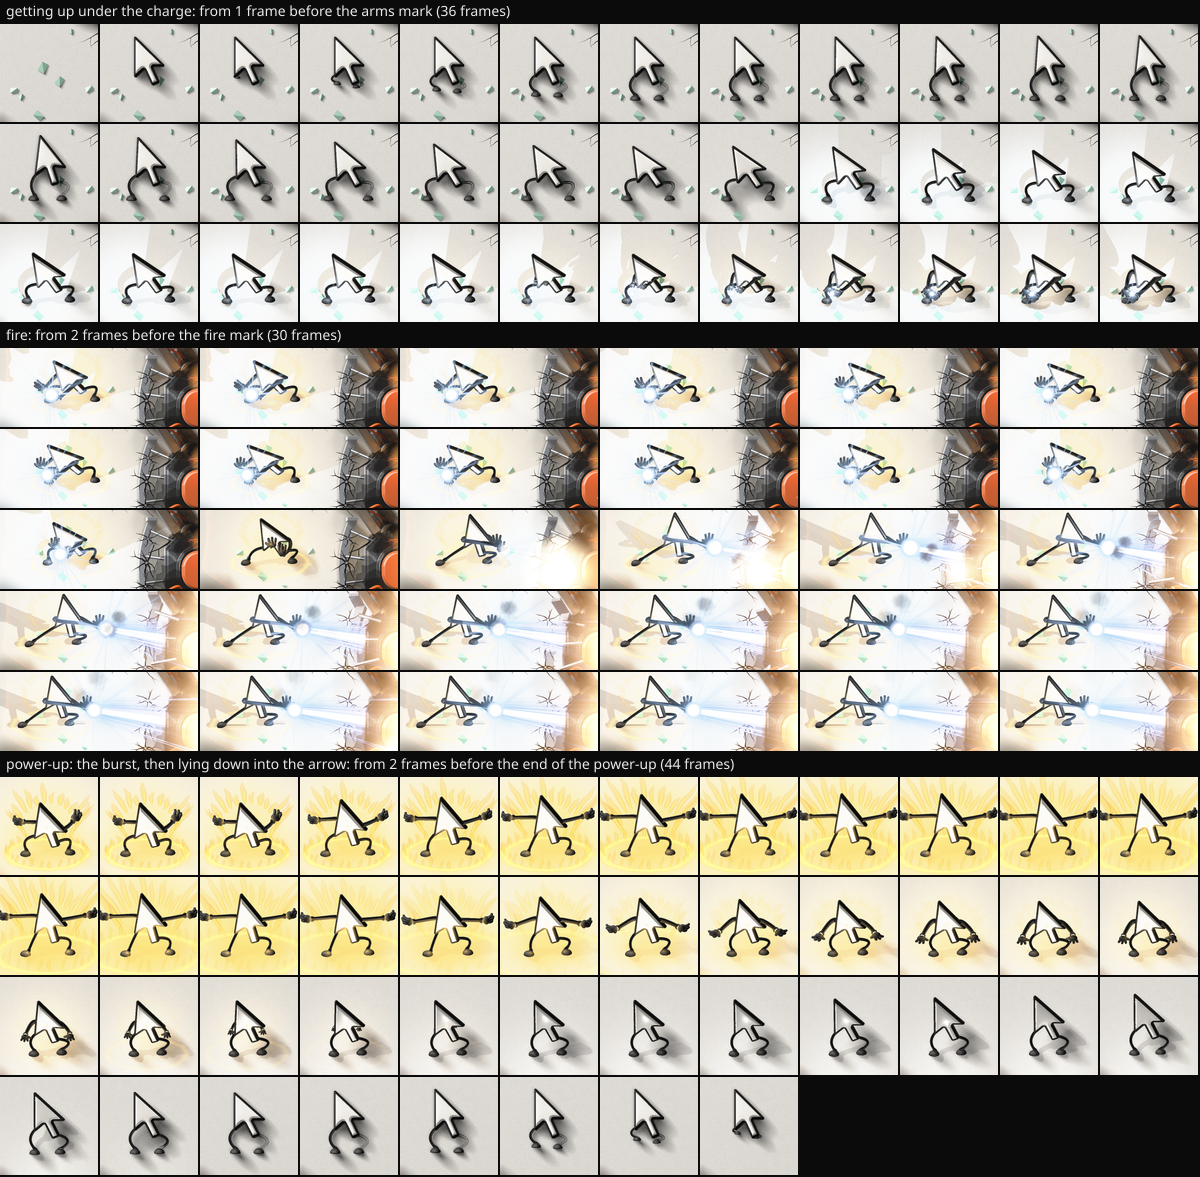 getting up under the charge: from 1 frame before the arms mark (36 frames)
fire: from 2 frames before the fire mark (30 frames)
power-up: the burst, then lying down into the arrow: from 2 frames before the end of the power-up (44 frames)